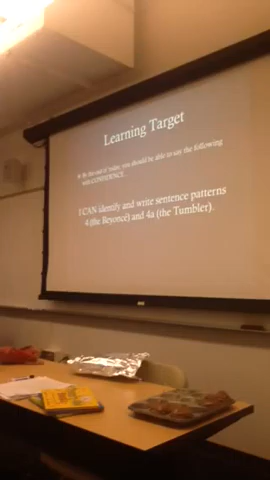 Learning Target
By the end of today, you should be able to say the following
with CONFIDENCE...
I CAN identify and write sentence patterns
4 (the Beyoncé) and 4a (the Tumbler).